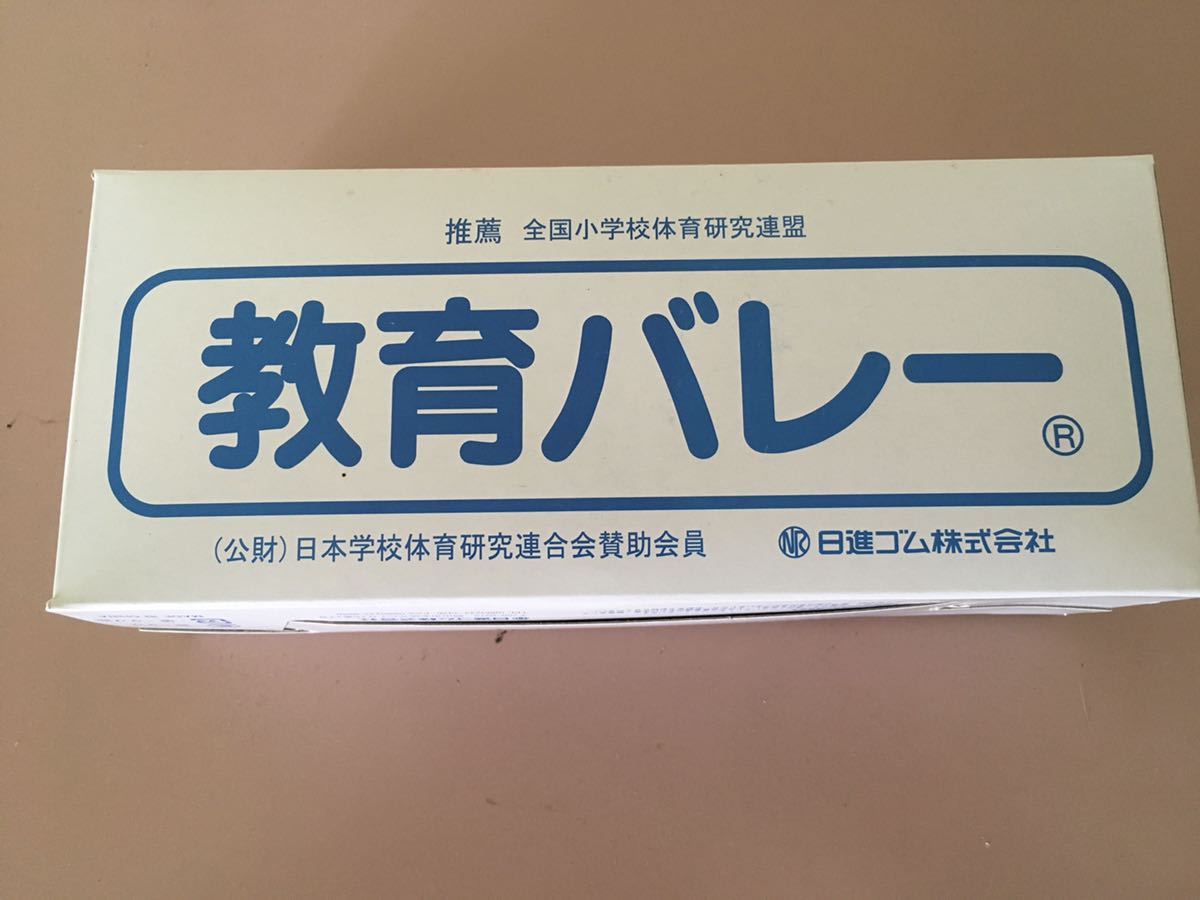 推薦 全国小学校体育研究連盟
教育バレー®
(公財)日本学校体育研究連合会賛助会員 NR 日進ゴム株式会社